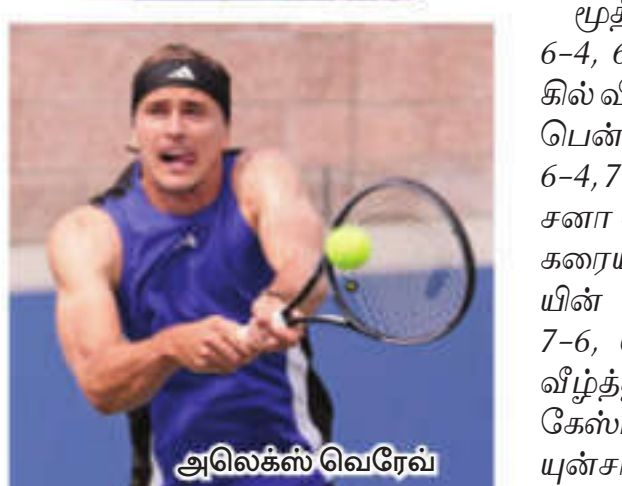 அலெக்ஸ் வெரேவ்
6–4, 6
கில் வி
பென்
6–4,7
சனா
கரைய
யின்
7–6,
வீழ்த்
கேஸ்
யுன்சா